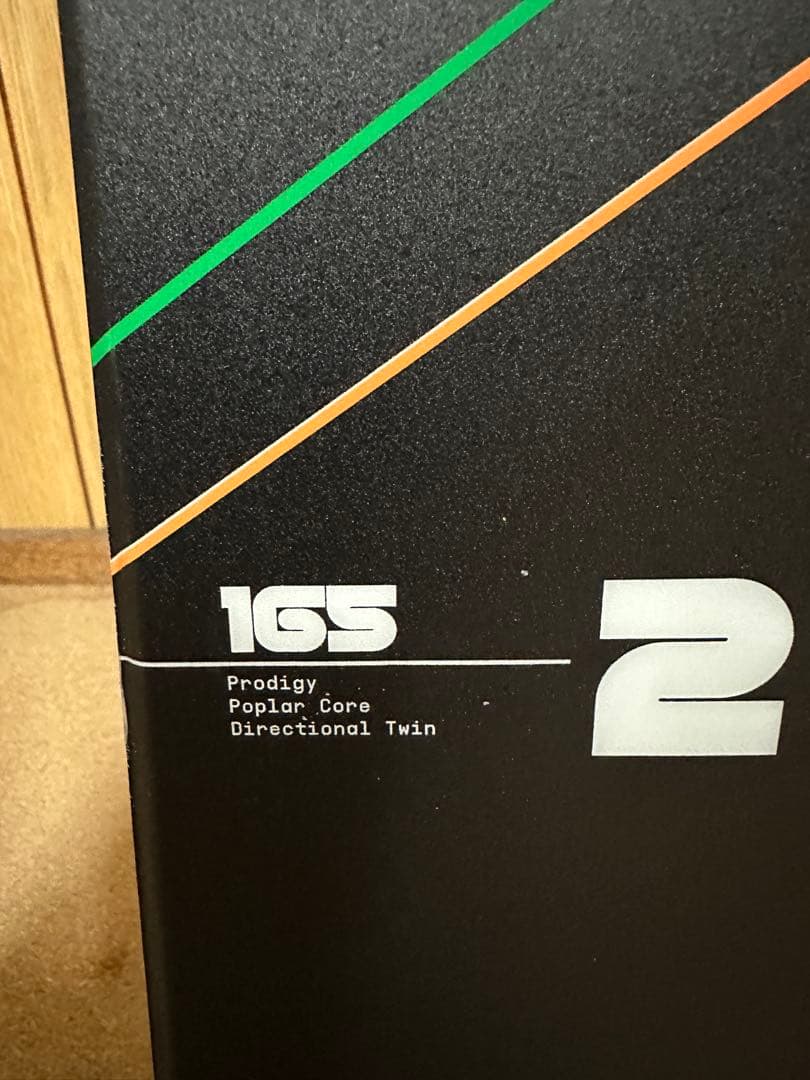 165
Prodigy
Poplar Core
Directional Twin
2